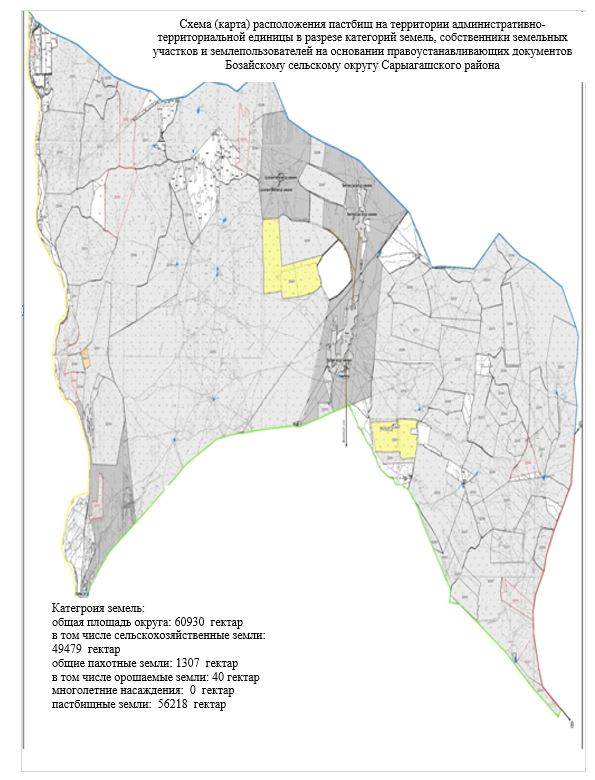 Схема (карта) расположения пастбищ на территории административно-
территориальной единицы в разрезе категорий земель, собственники земельных
участков и землепользователей на основании правоустанавливающих документов
Бозайскому сельскому округу Сарыагашского района
Категроия земель:
общая площадь округа: 60930 гектар
в том числе сельскохозяйственные земли:
49479 гектар
общие пахотные земли: 1307 гектар
в том числе орошаемые земли: 40 гектар
многолетние насаждения: 0 гектар
пастбищные земли: 56218 гектар